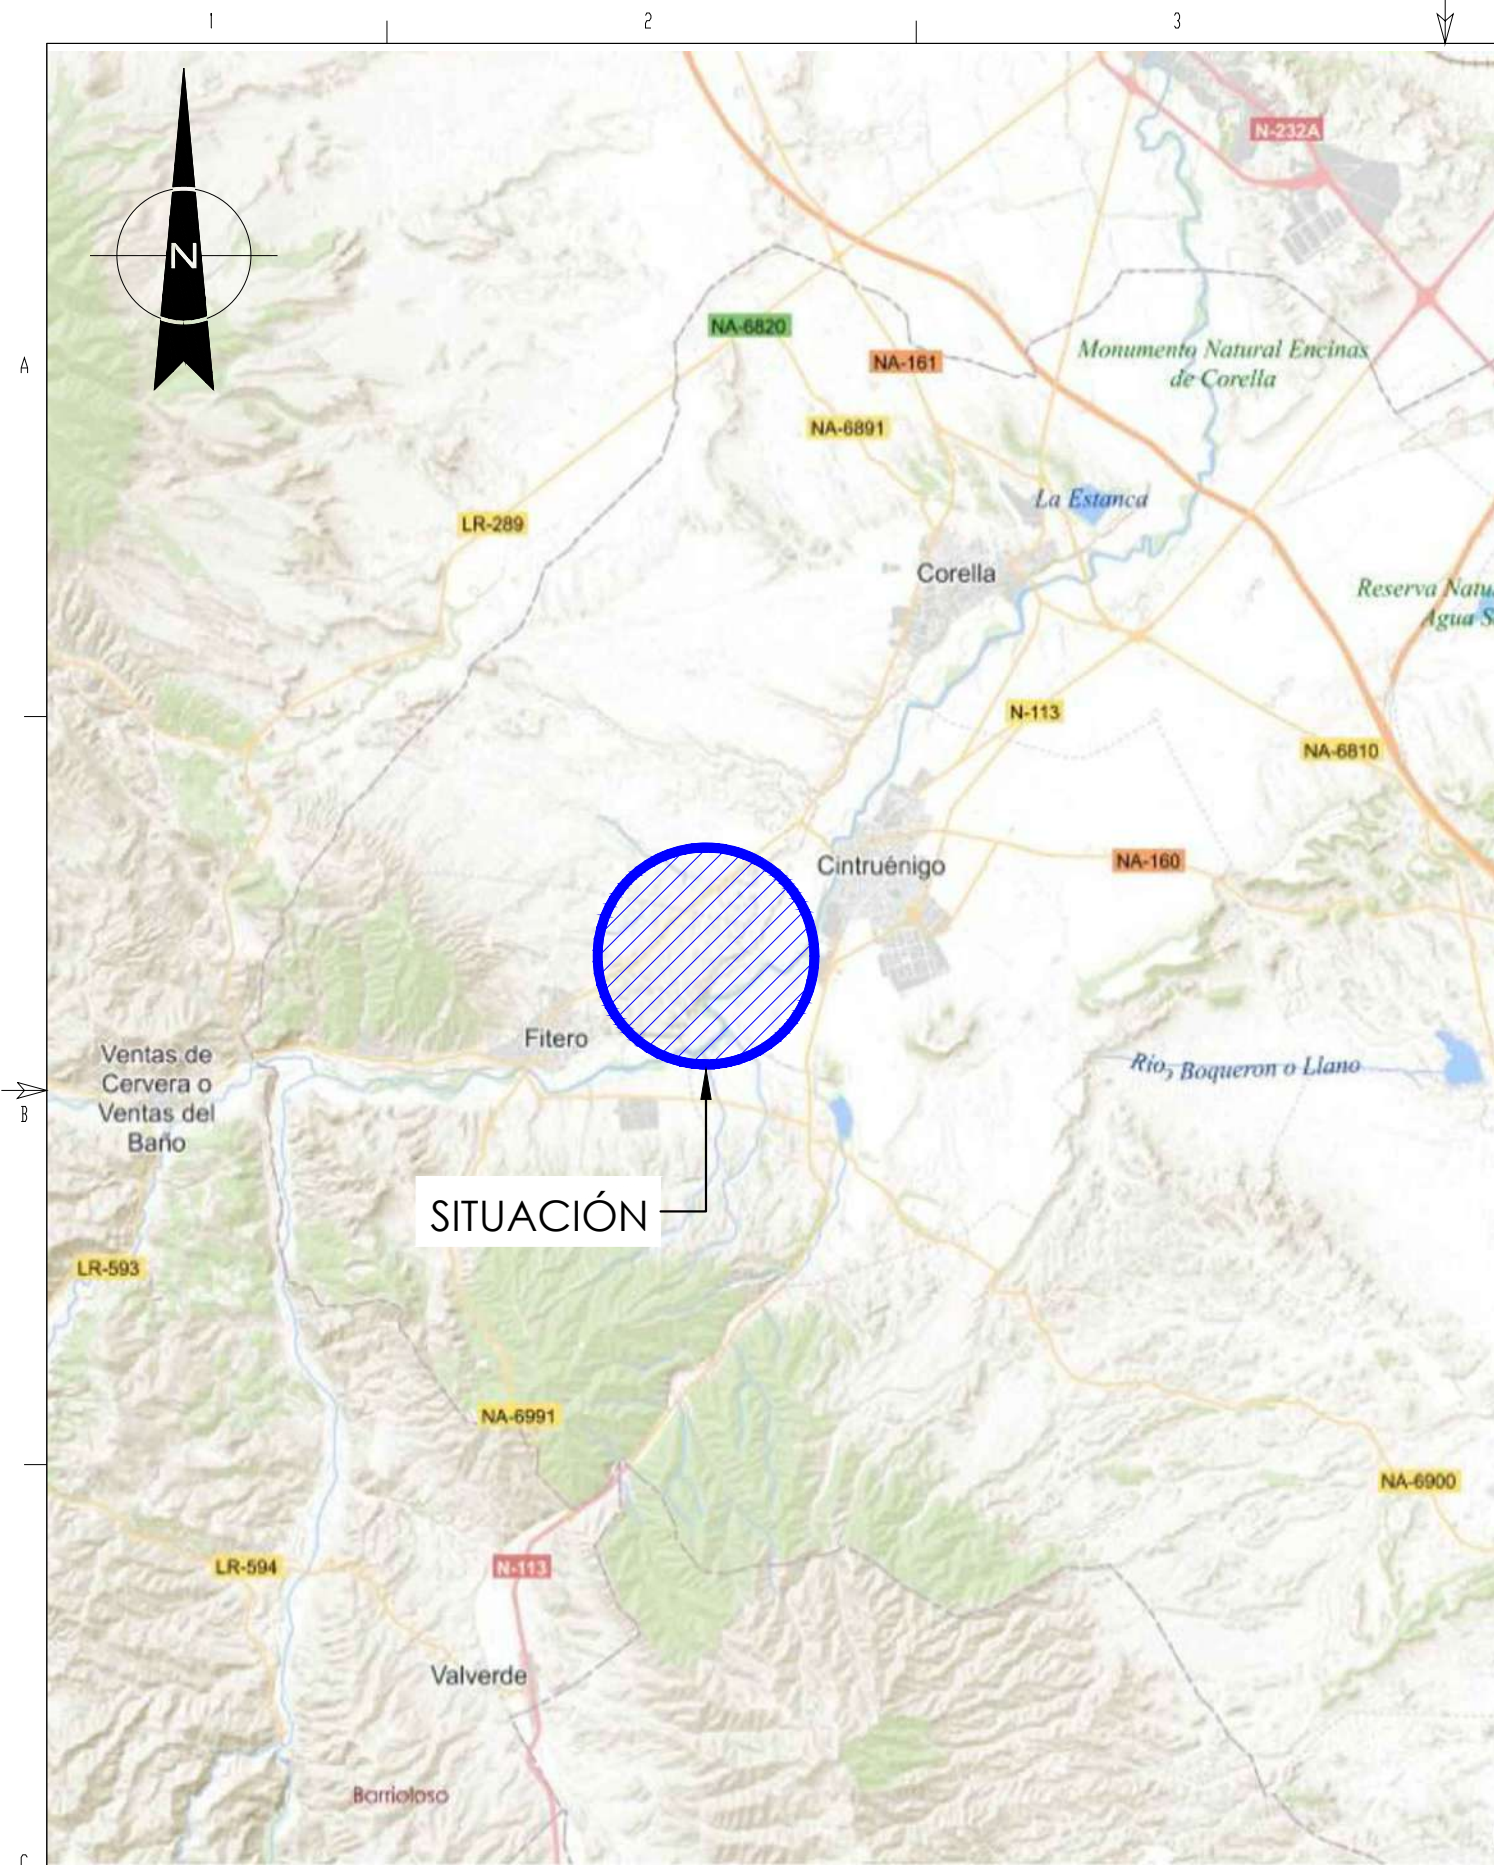 1
2
3
N
N-232A
NA-6820
NA-161
Monumento Natural Encinas
de Corella
A
NA-6891
La Estanca
LR-289
Corella
Reserva Natu
Agua S
N-113
NA-6810
NA-160
Cintruénigo
Fitero
Ventas de
Cervera o
Ventas del
Baño
Río, Boqueron o Llano
B
SITUACIÓN
LR-593
NA-6991
NA-6900
LR-594
N-113
Valverde
Barrioloso
C